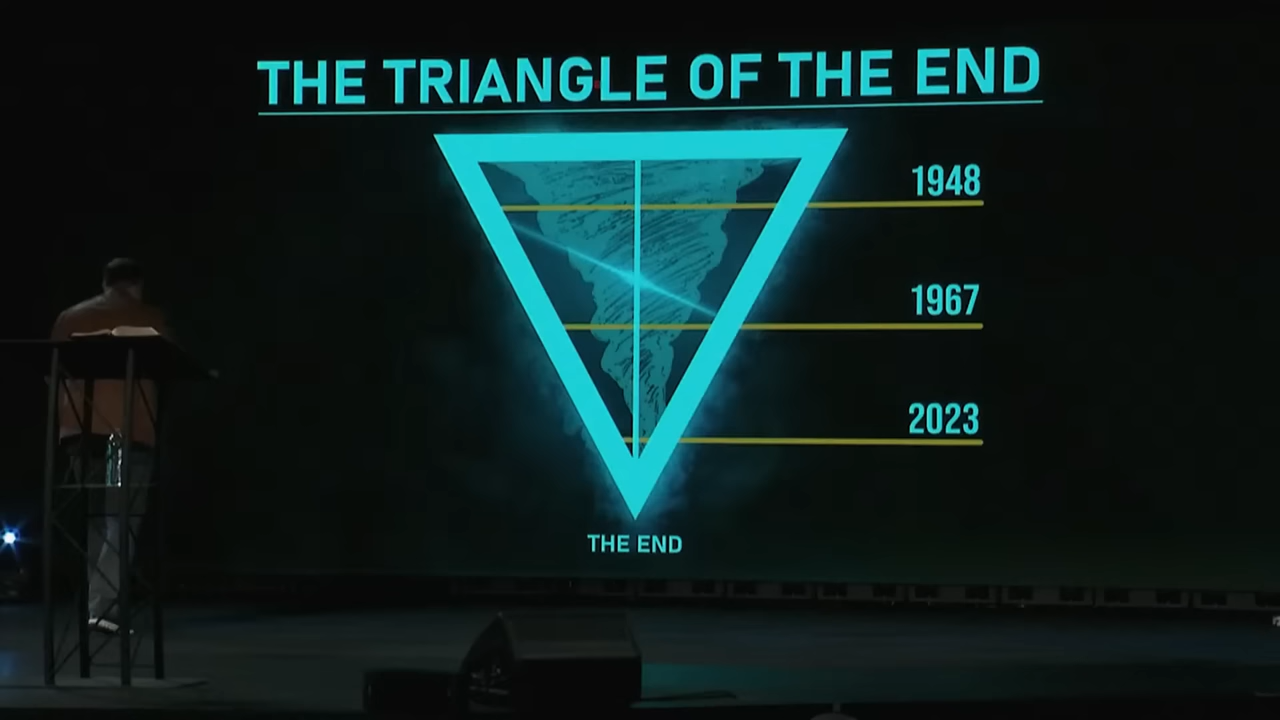 THE TRIANGLE OF THE END
1948
1967
2023
THE END